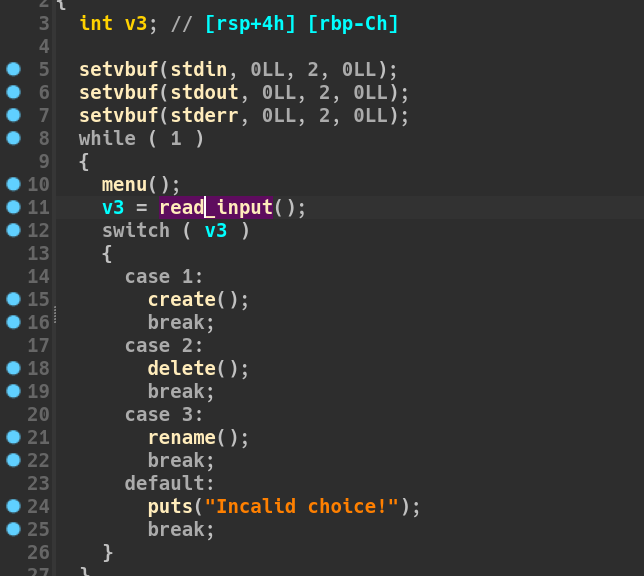 2 {
3 int v3; // [rsp+4h] [rbp-Ch]
4
5 setvbuf(stdin, 0LL, 2, 0LL);
6 setvbuf(stdout, 0LL, 2, 0LL);
7 setvbuf(stderr, 0LL, 2, 0LL);
8 while ( 1 )
9 {
10 menu();
11 v3 = read_input();
12 switch ( v3 )
13 {
14 case 1:
15 create();
16 break;
17 case 2:
18 delete();
19 break;
20 case 3:
21 rename();
22 break;
23 default:
24 puts("Incalid choice!");
25 break;
26 }
27 }